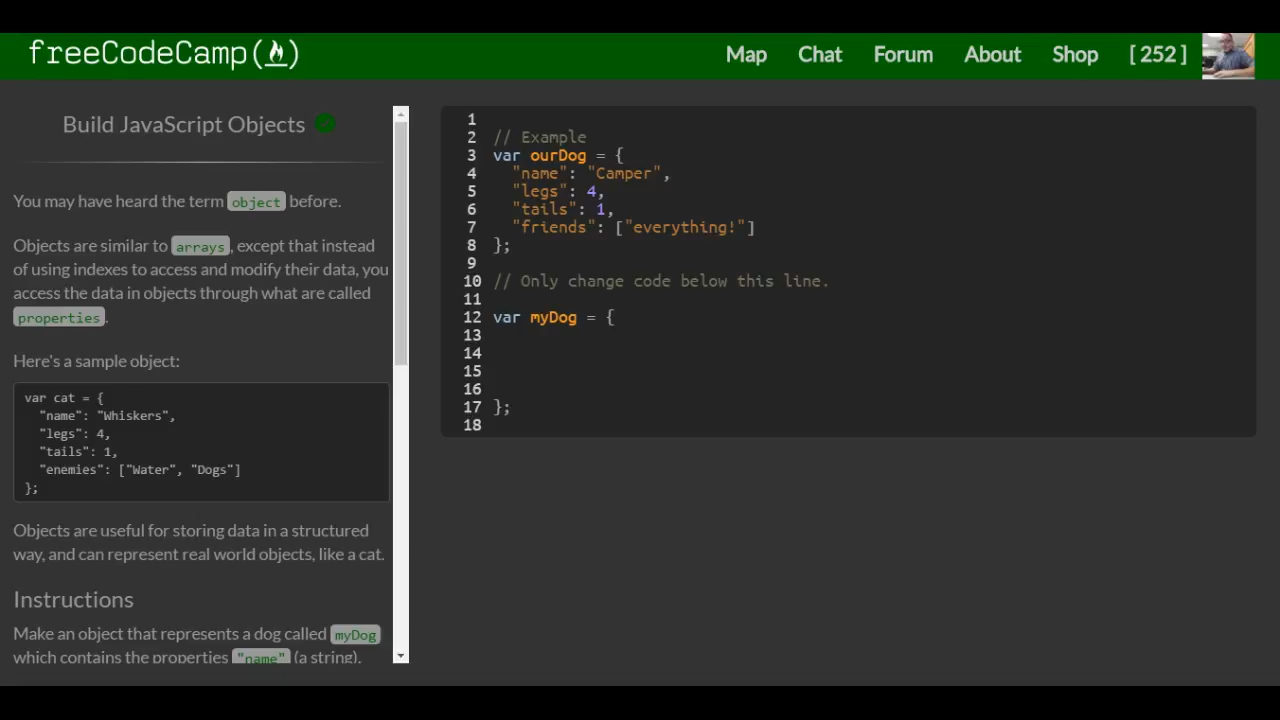 freeCodeCamp(🔥)
Map Chat Forum About Shop [ 252 ]
Build JavaScript Objects
You may have heard the term object before.
Objects are similar to arrays, except that instead
of using indexes to access and modify their data, you
access the data in objects through what are called
properties.
Here's a sample object:
var cat = {
"name": "Whiskers",
"legs": 4,
"tails": 1,
"enemies": ["Water", "Dogs"]
};
Objects are useful for storing data in a structured
way, and can represent real world objects, like a cat.
Instructions
Make an object that represents a dog called myDog
which contains the properties "name" (a string),
1
2 // Example
3 var ourDog = {
4 "name": "Camper",
5 "legs": 4,
6 "tails": 1,
7 "friends": ["everything!"]
8 };
9
10 // Only change code below this line.
11
12 var myDog = {
13
14
15
16
17 };
18